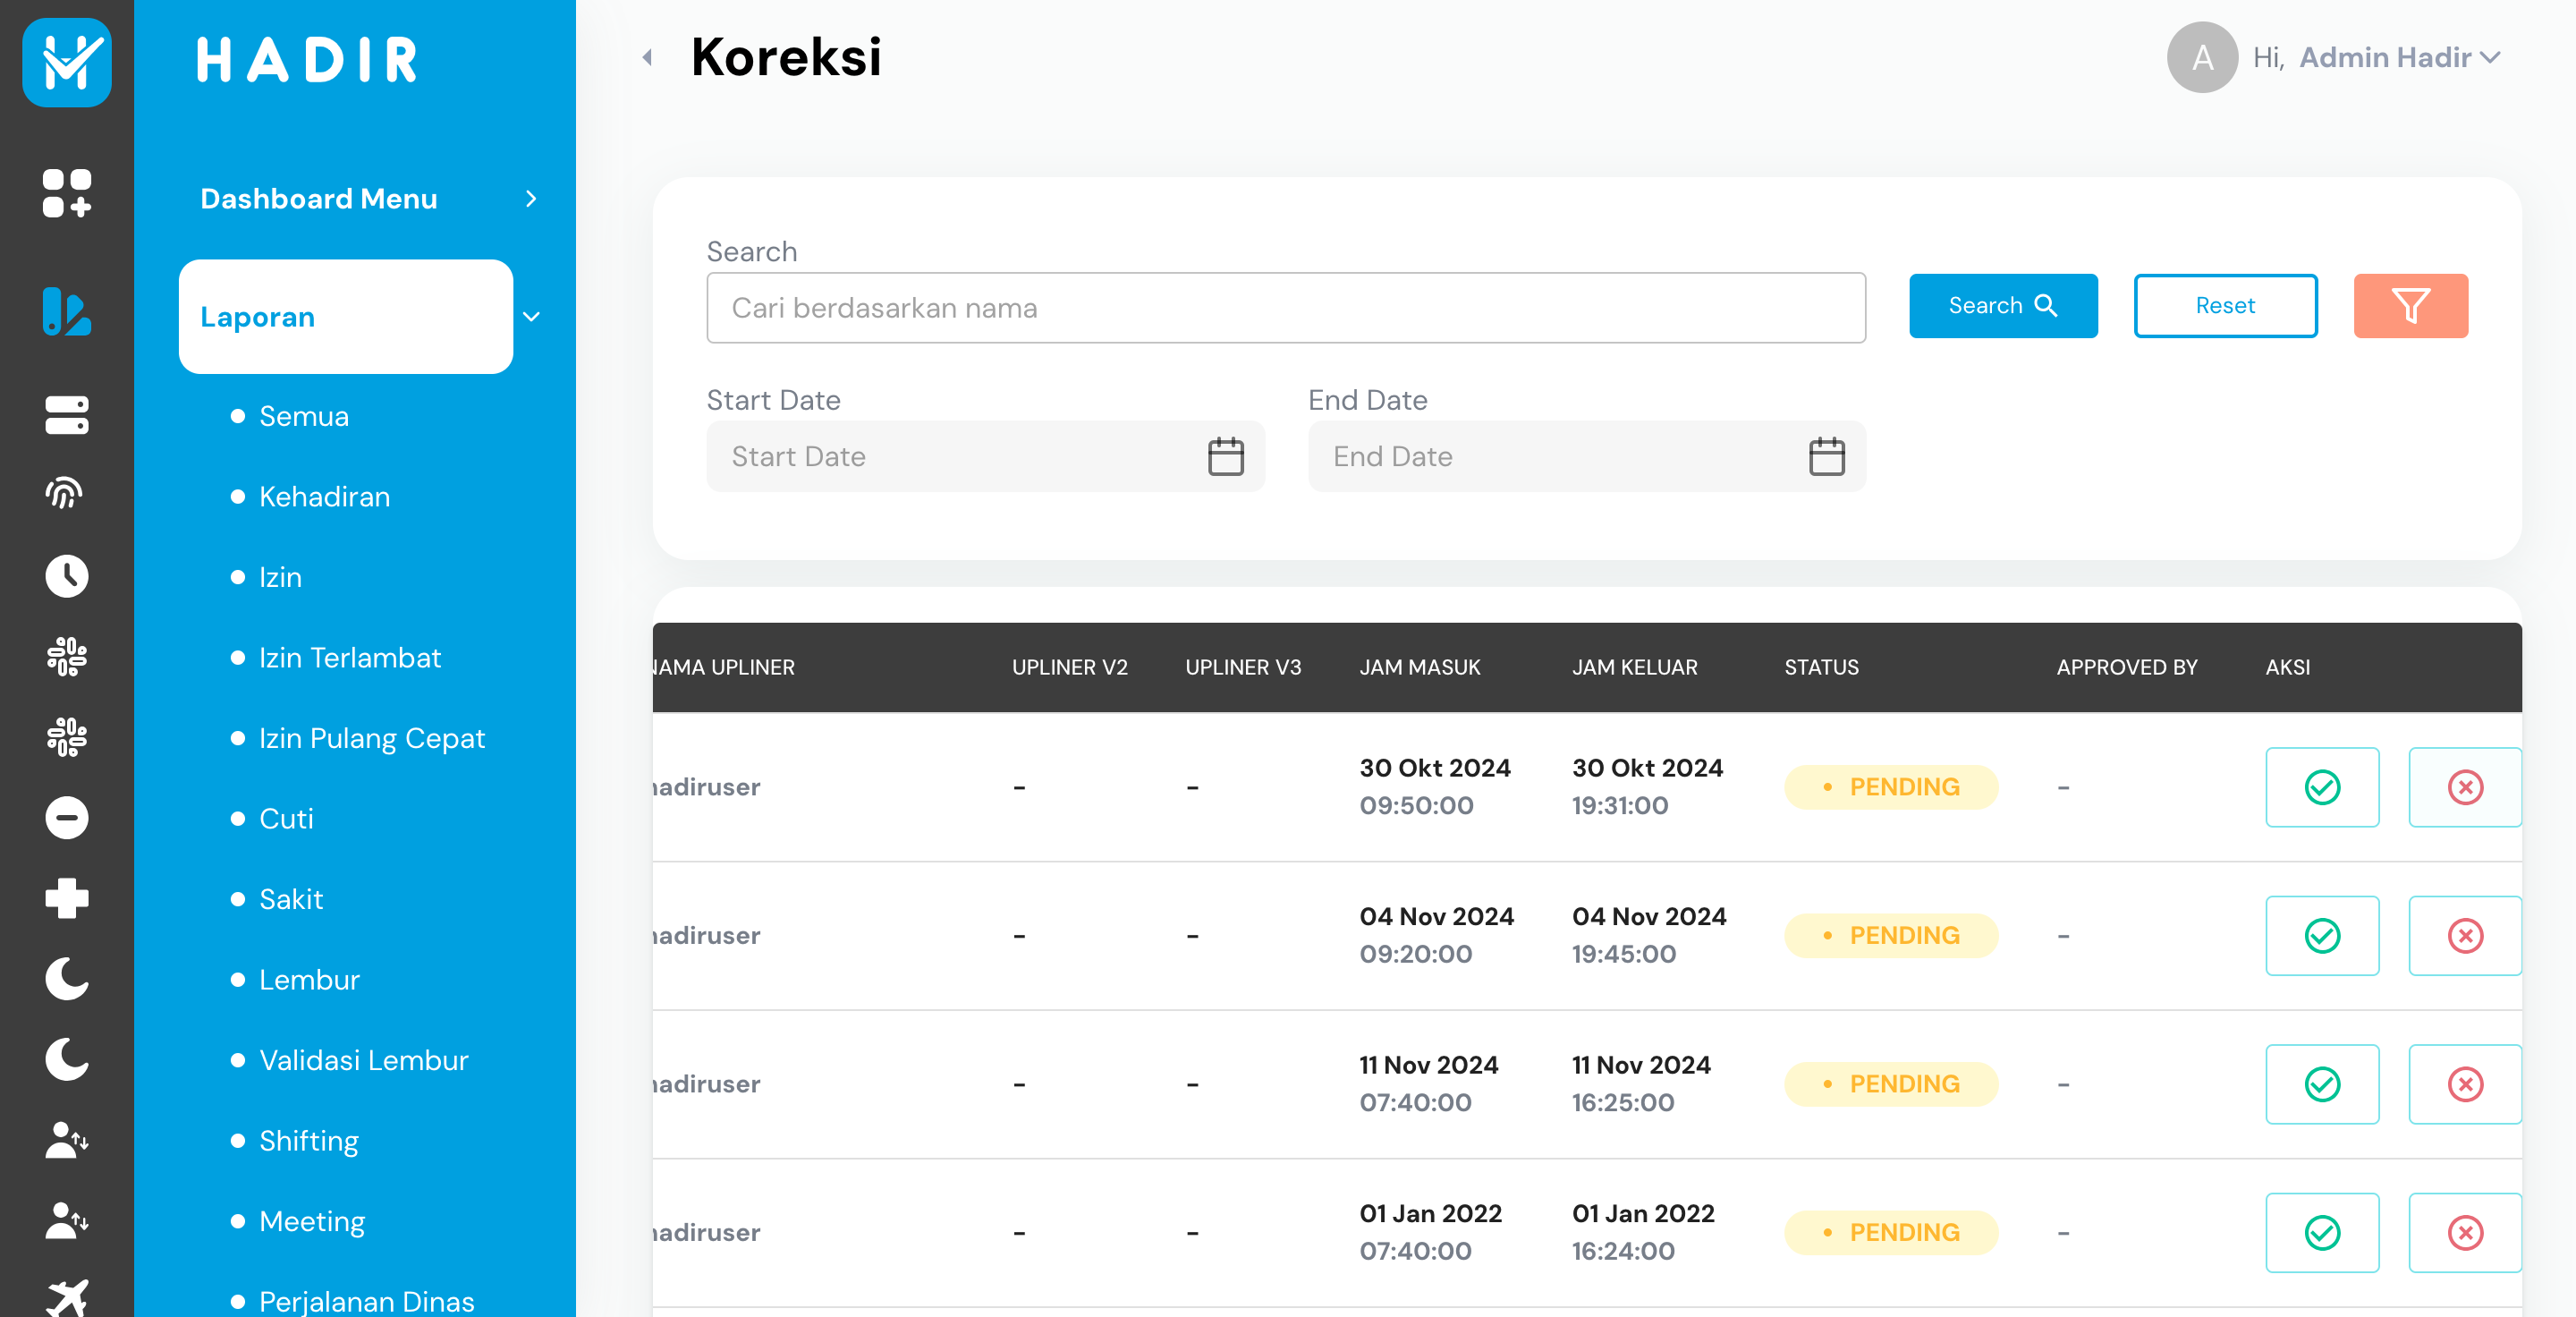 HADIR
Dashboard Menu
Laporan
Semua
Kehadiran
Izin
Izin Terlambat
Izin Pulang Cepat
Cuti
Sakit
Lembur
Validasi Lembur
Shifting
Meeting
Perjalanan Dinas
Koreksi
A Hi, Admin Hadir
Search
Cari berdasarkan nama
Search
Reset
Start Date
End Date
Start Date
End Date
NAMA UPLINER UPLINER V2 UPLINER V3 JAM MASUK JAM KELUAR STATUS APPROVED BY AKSI
30 Okt 2024 30 Okt 2024
hadiruser - - 09:50:00 19:31:00 PENDING -
04 Nov 2024 04 Nov 2024
hadiruser - - 09:20:00 19:45:00 PENDING -
11 Nov 2024 11 Nov 2024
hadiruser - - 07:40:00 16:25:00 PENDING -
01 Jan 2022 01 Jan 2022
hadiruser - - 07:40:00 16:24:00 PENDING -